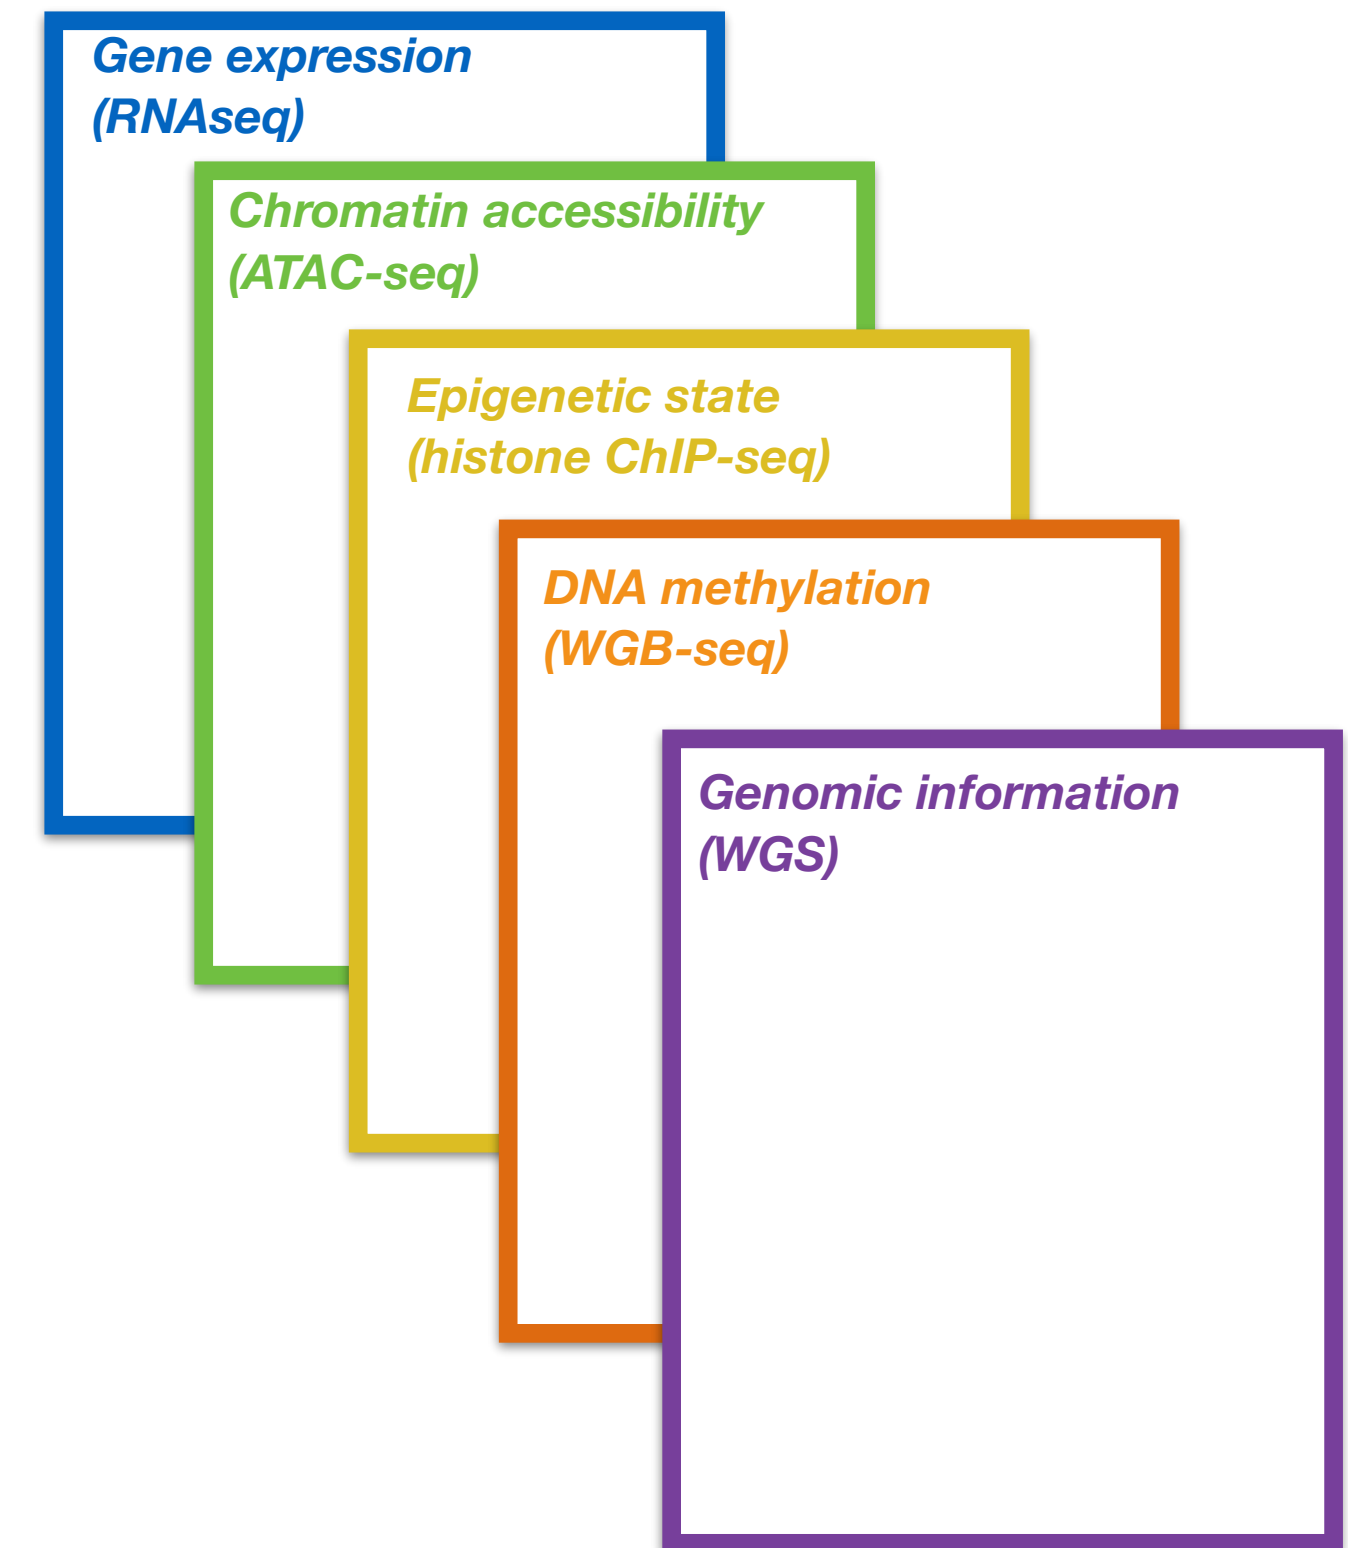 Gene expression
(RNAseq)
Chromatin accessibility
(ATAC-seq)
Epigenetic state
(histone ChIP-seq)
DNA methylation
(WGB-seq)
Genomic information
(WGS)